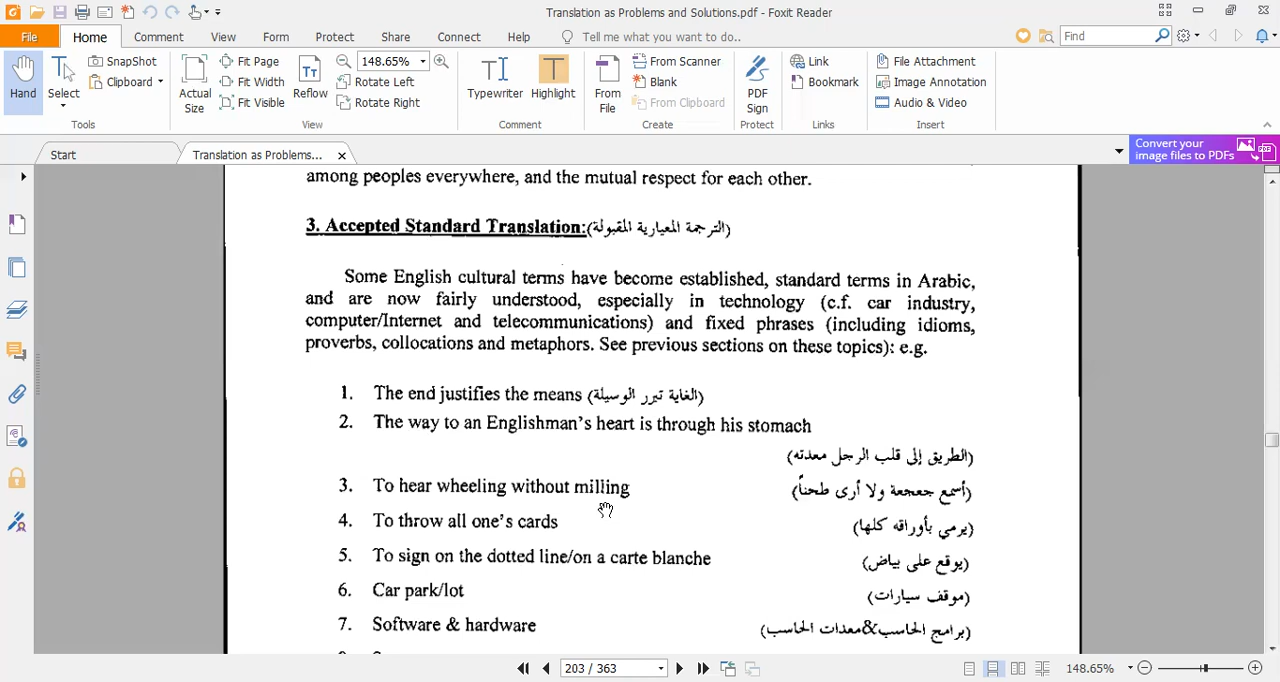 Translation as Problems and Solutions.pdf - Foxit Reader
File Home Comment View Form Protect Share Connect Help Tell me what you want to do.. Find
Hand
Select
SnapShot
Clipboard
Tools
Actual Size
Fit Page
Fit Width
Fit Visible
Reflow
148.65%
Rotate Left
Rotate Right
View
Typewriter
Highlight
Comment
From File
From Scanner
Blank
From Clipboard
Create
PDF Sign
Protect
Link
Bookmark
Links
File Attachment
Image Annotation
Audio & Video
Insert
Start
Translation as Problems...
Convert your
image files to PDFs
among peoples everywhere, and the mutual respect for each other.
3. Accepted Standard Translation:(الترجمة المعيارية المقبولة)
Some English cultural terms have become established, standard terms in Arabic,
and are now fairly understood, especially in technology (c.f. car industry,
computer/Internet and telecommunications) and fixed phrases (including idioms,
proverbs, collocations and metaphors. See previous sections on these topics): e.g.
1. The end justifies the means (الغاية تبرر الوسيلة)
2. The way to an Englishman's heart is through his stomach
(الطريق إلى قلب الرجل معدته)
3. To hear wheeling without milling (أسمع جعجعة ولا أرى طحناً)
4. To throw all one's cards (يرمي بأوراقه كلها)
5. To sign on the dotted line/on a carte blanche (يوقع على بياض)
6. Car park/lot (موقف سيارات)
7. Software & hardware (برامج الحاسب&معدات الحاسب)
203 / 363
148.65%